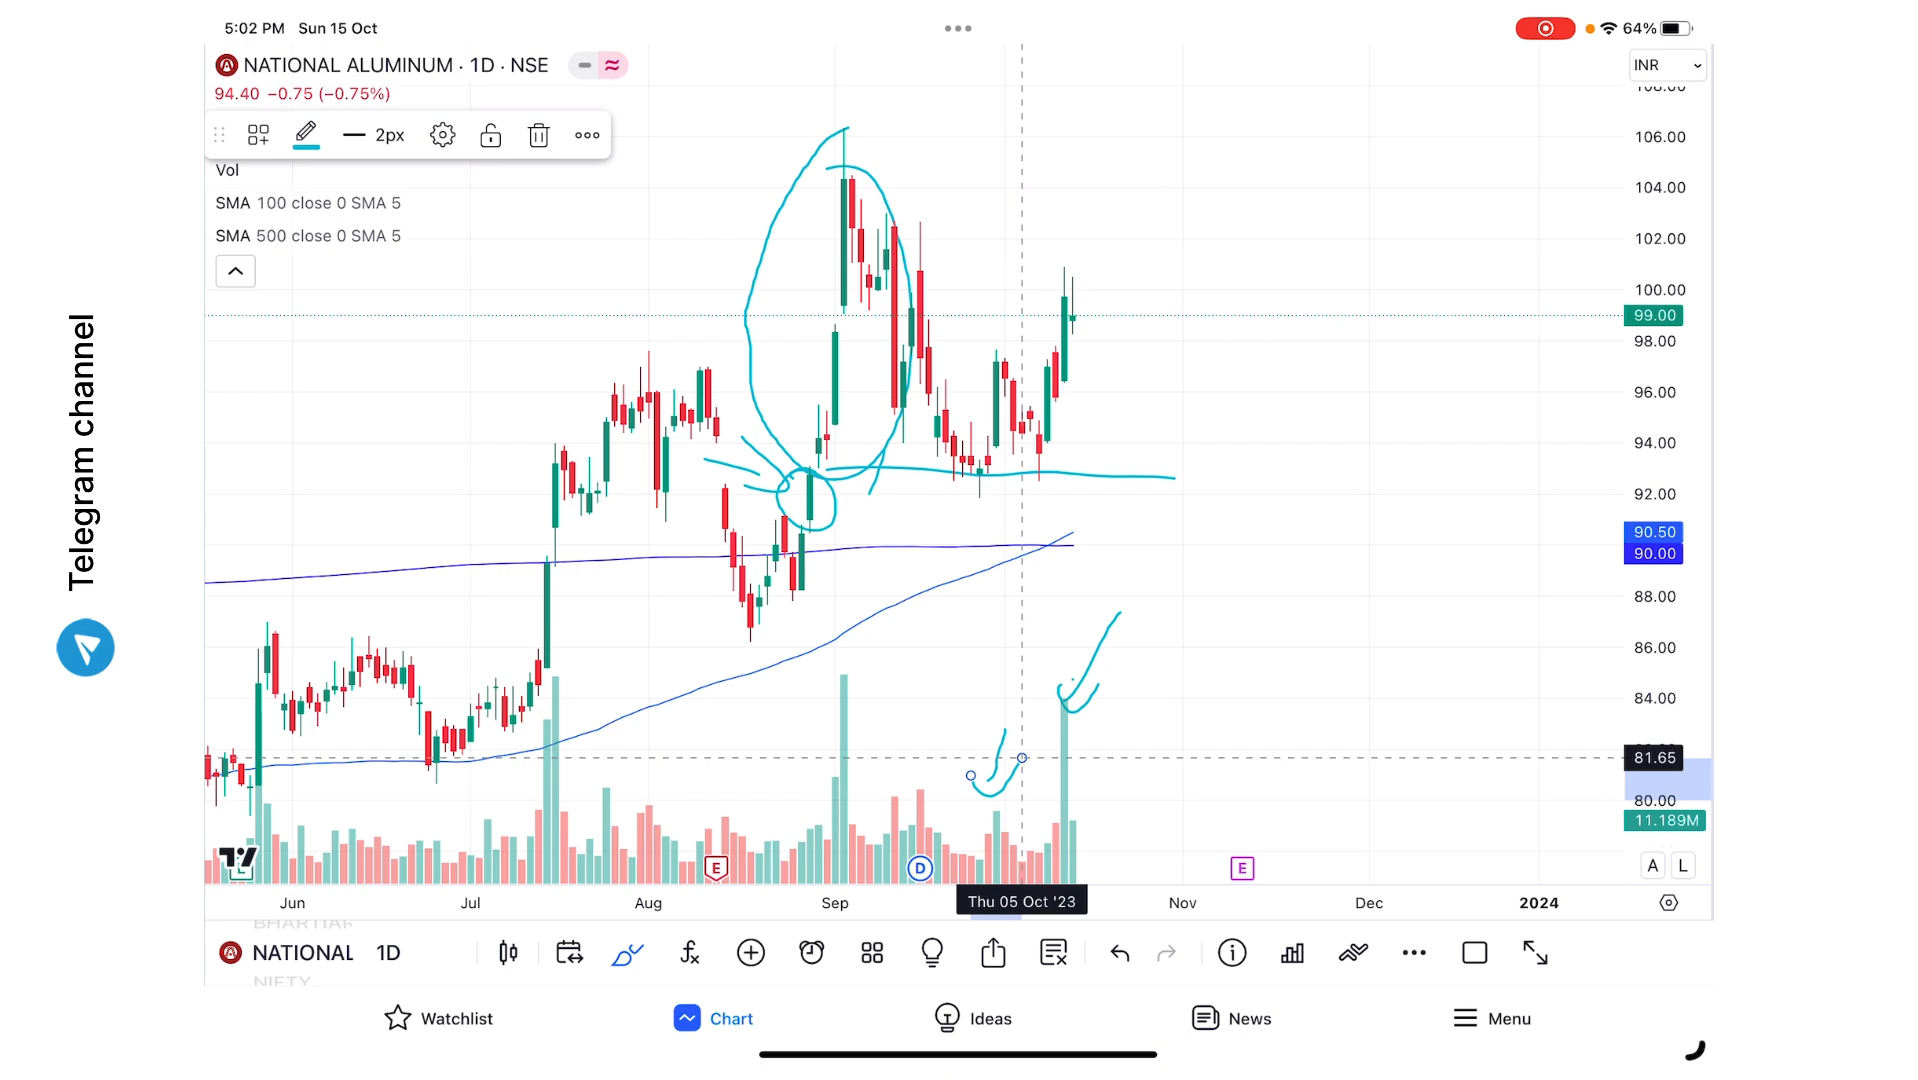 5:02 PM Sun 15 Oct
64%
NATIONAL ALUMINUM · 1D · NSE
INR
94.40 −0.75 (−0.75%)
108.00
2px
106.00
Vol
104.00
SMA 100 close 0 SMA 5
SMA 500 close 0 SMA 5
102.00
100.00
99.00
98.00
96.00
94.00
92.00
90.50
90.00
88.00
86.00
84.00
81.65
80.00
11.189M
Telegram channel
E
D
E
A L
Jun Jul Aug Sep Thu 05 Oct '23 Nov Dec 2024
BHARTIAR
NATIONAL 1D
NIFTY
Watchlist Chart Ideas News Menu